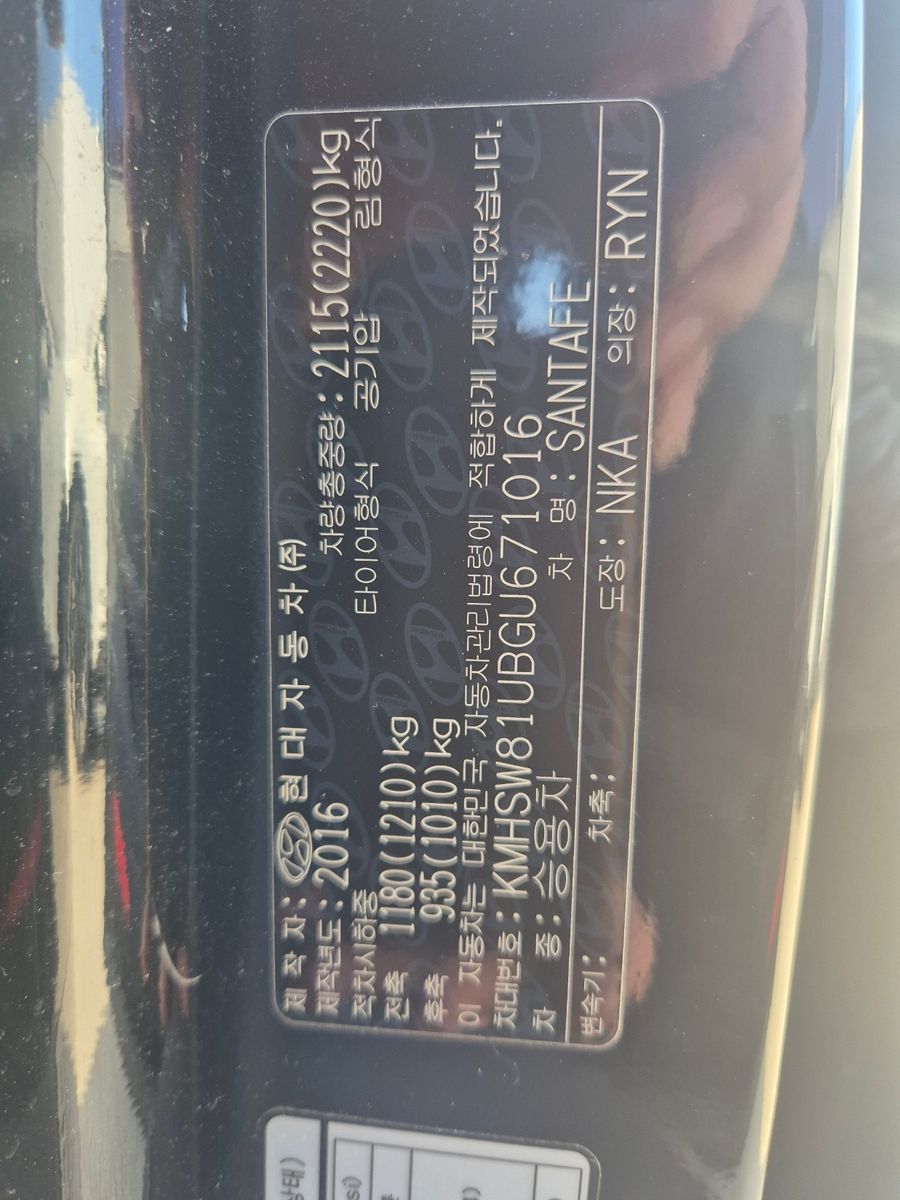 제 작 자: 현 대 자 동 차 (주)
제작년도: 2016 차량총중량: 2115(2220)kg
적차시하중 타이어형식 공기압 림형식
전축 1180(1210)kg
후축 935(1010)kg
이 자동차는 대한민국 자동차관리법령에 적합하게 제작되었습니다.
차대번호: KMHSW81UBGU671016
차 종: 승용차 차 명: SANTAFE
변속기: 차축: 도장: NKA 의장: RYN
상태)
si)